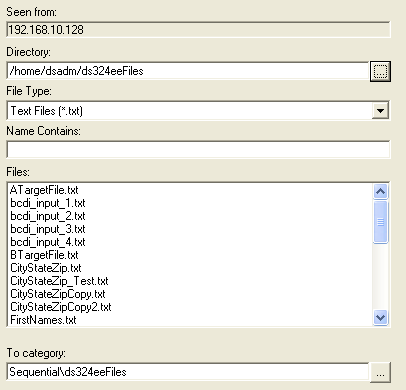 Seen from:
192.168.10.128
Directory:
/home/dsadm/ds324eeFiles
...
File Type:
Text Files (*.txt)
Name Contains:
Files:
ATargetFile.txt
bcdi_input_1.txt
bcdi_input_2.txt
bcdi_input_3.txt
bcdi_input_4.txt
BTargetFile.txt
CityStateZip.txt
CityStateZip_Test.txt
CityStateZipCopy.txt
CityStateZipCopy2.txt
FirstNames.txt
To category:
Sequential\ds324eeFiles
...